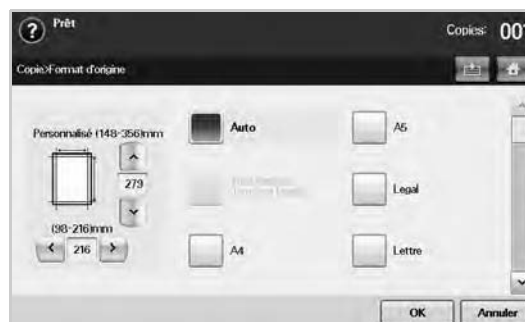 ?
Prêt
Copies: 001
Copie>Format d'origine
Personnalisé (148-356)mm
Auto
A5
279
Legal
(98-216)mm
216
A4
Lettre
OK
Annuler